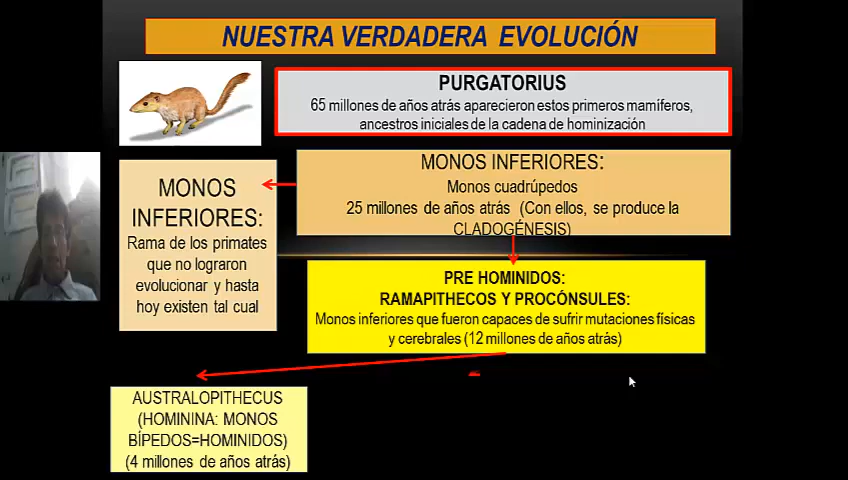 NUESTRA VERDADERA EVOLUCIÓN
PURGATORIUS
65 millones de años atrás aparecieron estos primeros mamíferos,
ancestros iniciales de la cadena de hominización
MONOS INFERIORES:
Monos cuadrúpedos
25 millones de años atrás (Con ellos, se produce la
CLADOGÉNESIS)
MONOS
INFERIORES:
Rama de los primates
que no lograron
evolucionar y hasta
hoy existen tal cual
PRE HOMINIDOS:
RAMAPITHECOS Y PROCÓNSULES:
Monos inferiores que fueron capaces de sufrir mutaciones físicas
y cerebrales (12 millones de años atrás)
AUSTRALOPITHECUS
(HOMININA: MONOS
BÍPEDOS=HOMINIDOS)
(4 millones de años atrás)